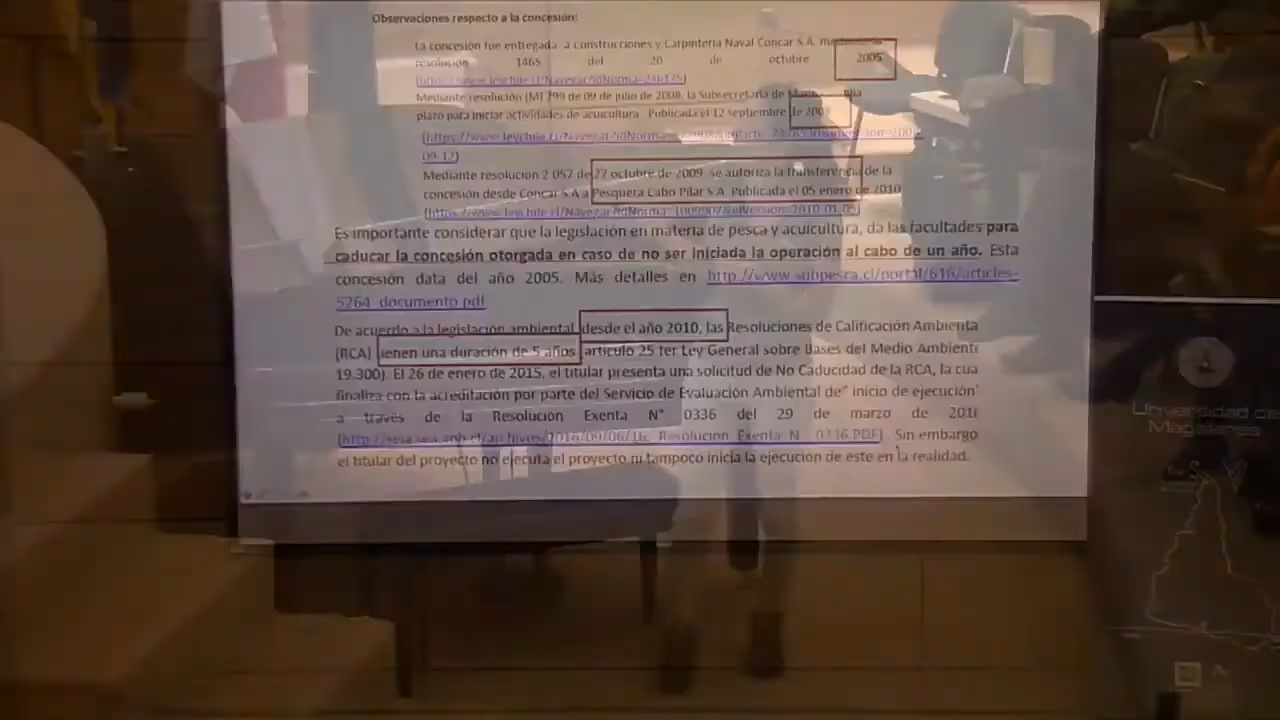 Observaciones respecto a la concesión:
La concesión fue entregada a Construcciones y Carpintería Naval Concar S.A.
resolución 1465 del 20 de octubre 2005
Mediante resolución (M) 799 de 09 de julio de 2008, la Subsecretaría de
plazo para iniciar actividades de acuicultura. Publicada el 12 septiembre de
09-12)
Mediante resolución 2 057 de 27 octubre de 2009 se autoriza la transferencia de la
concesión desde Concar S.A a Pesquera Cabo Pilar S.A. Publicada el 05 enero de 2010
Es importante considerar que la legislación en materia de pesca y acuicultura, da las facultades para
caducar la concesión otorgada en caso de no ser iniciada la operación al cabo de un año. Esta
concesión data del año 2005. Más detalles en http://www.subpesca.cl/portal/616/articles-
5264_documento.pdf
De acuerdo a la legislación ambiental desde el año 2010, las Resoluciones de Calificación Ambienta
(RCA) ienen una duración de 5 años articulo 25 ter Ley General sobre Bases del Medio Ambient
19.300). El 26 de enero de 2015, el titular presenta una solicitud de No Caducidad de la RCA, la cua
finaliza con la acreditación por parte del Servicio de Evaluación Ambiental de" inicio de ejecución"
a través de la Resolución Exenta N° 0336 del 29 de marzo de 201
Sin embargo
el titular del proyecto no ejecuta el proyecto ni tampoco inicia la ejecución de este en la realidad.
Universidad de
Magallanes